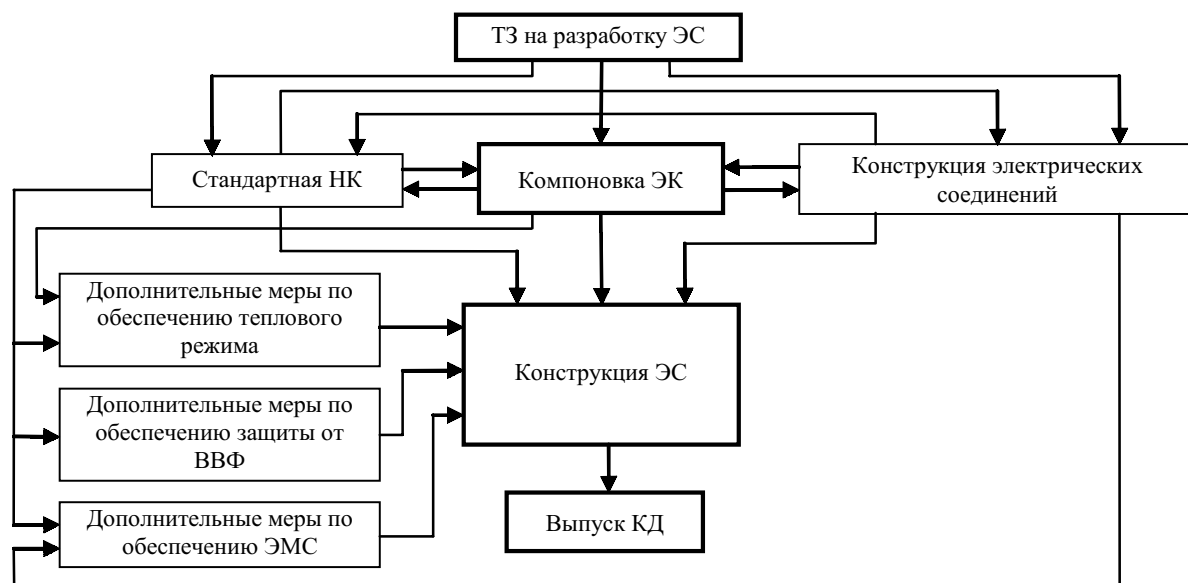 ТЗ на разработку ЭС
Стандартная НК
Компоновка ЭК
Конструкция электрических
соединений
Дополнительные меры по
обеспечению теплового
режима
Конструкция ЭС
Дополнительные меры по
обеспечению защиты от
ВВФ
Дополнительные меры по
обеспечению ЭМС
Выпуск КД